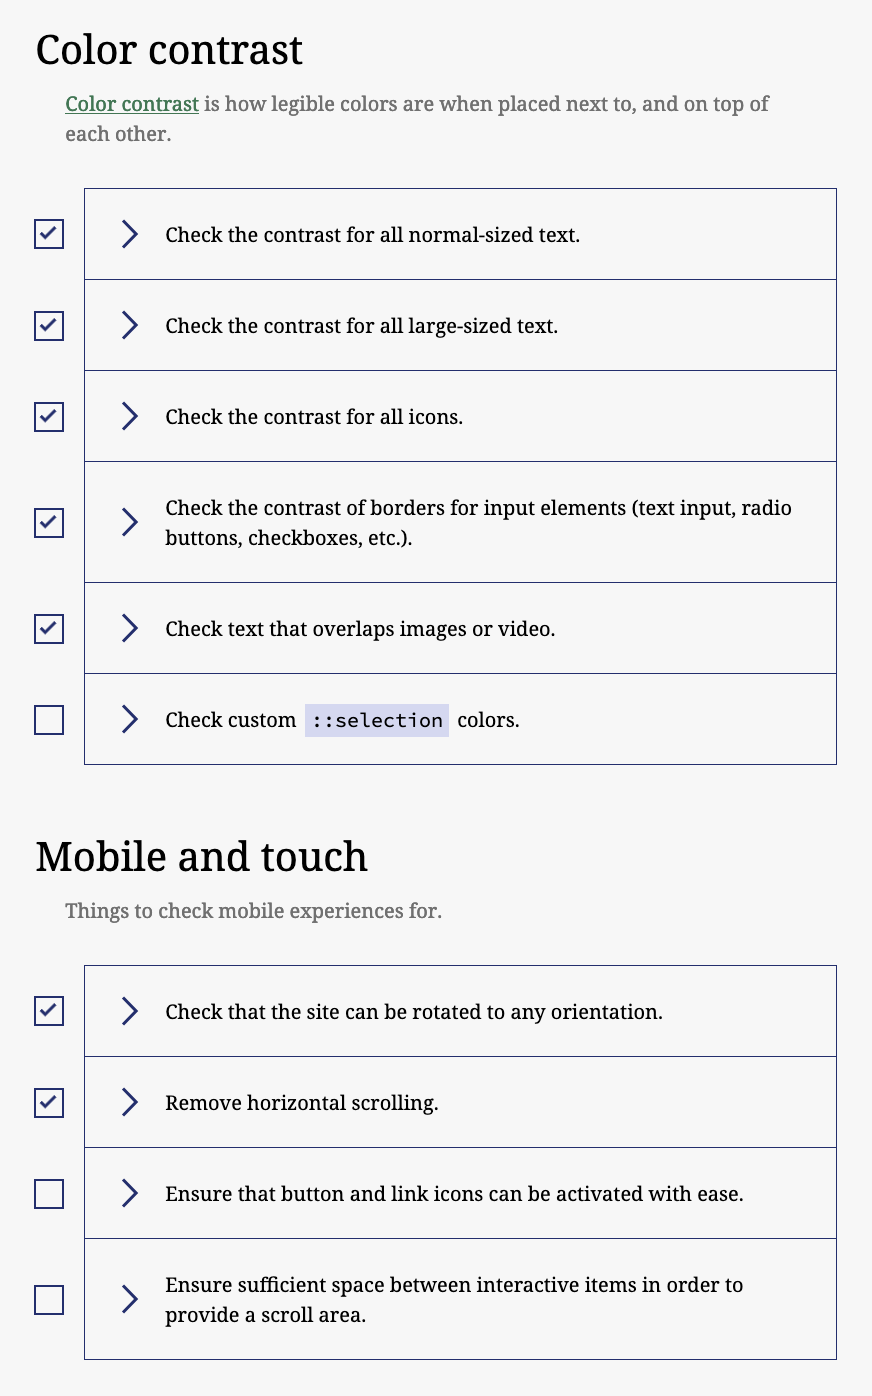 Color contrast
Color contrast is how legible colors are when placed next to, and on top of
each other.
Check the contrast for all normal-sized text.
Check the contrast for all large-sized text.
Check the contrast for all icons.
Check the contrast of borders for input elements (text input, radio
buttons, checkboxes, etc.).
Check text that overlaps images or video.
Check custom ::selection colors.
Mobile and touch
Things to check mobile experiences for.
Check that the site can be rotated to any orientation.
Remove horizontal scrolling.
Ensure that button and link icons can be activated with ease.
Ensure sufficient space between interactive items in order to
provide a scroll area.